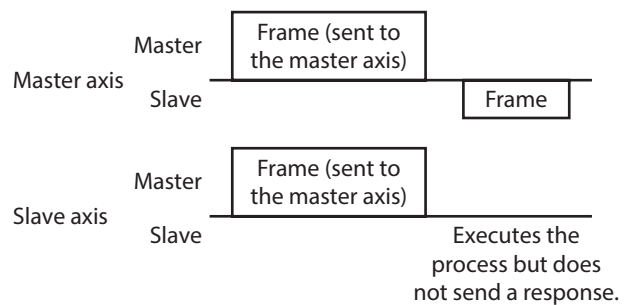 Master
Frame (sent to
the master axis)
Master axis
Slave
Frame
Master
Frame (sent to
the master axis)
Slave axis
Slave
Executes the
process but does
not send a response.